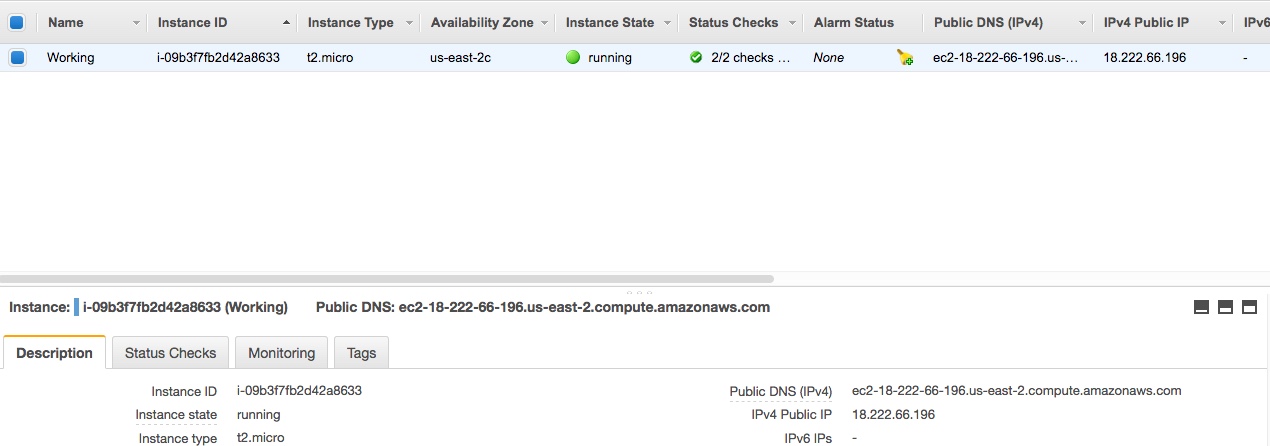 Name Instance ID Instance Type Availability Zone Instance State Status Checks Alarm Status Public DNS (IPv4) IPv4 Public IP IPv6
Working i-09b3f7fb2d42a8633 t2.micro us-east-2c running 2/2 checks ... None ec2-18-222-66-196.us-... 18.222.66.196 -
Instance: i-09b3f7fb2d42a8633 (Working) Public DNS: ec2-18-222-66-196.us-east-2.compute.amazonaws.com
Description Status Checks Monitoring Tags
Instance ID i-09b3f7fb2d42a8633 Public DNS (IPv4) ec2-18-222-66-196.us-east-2.compute.amazonaws.com
Instance state running IPv4 Public IP 18.222.66.196
Instance type t2.micro IPv6 IPs -